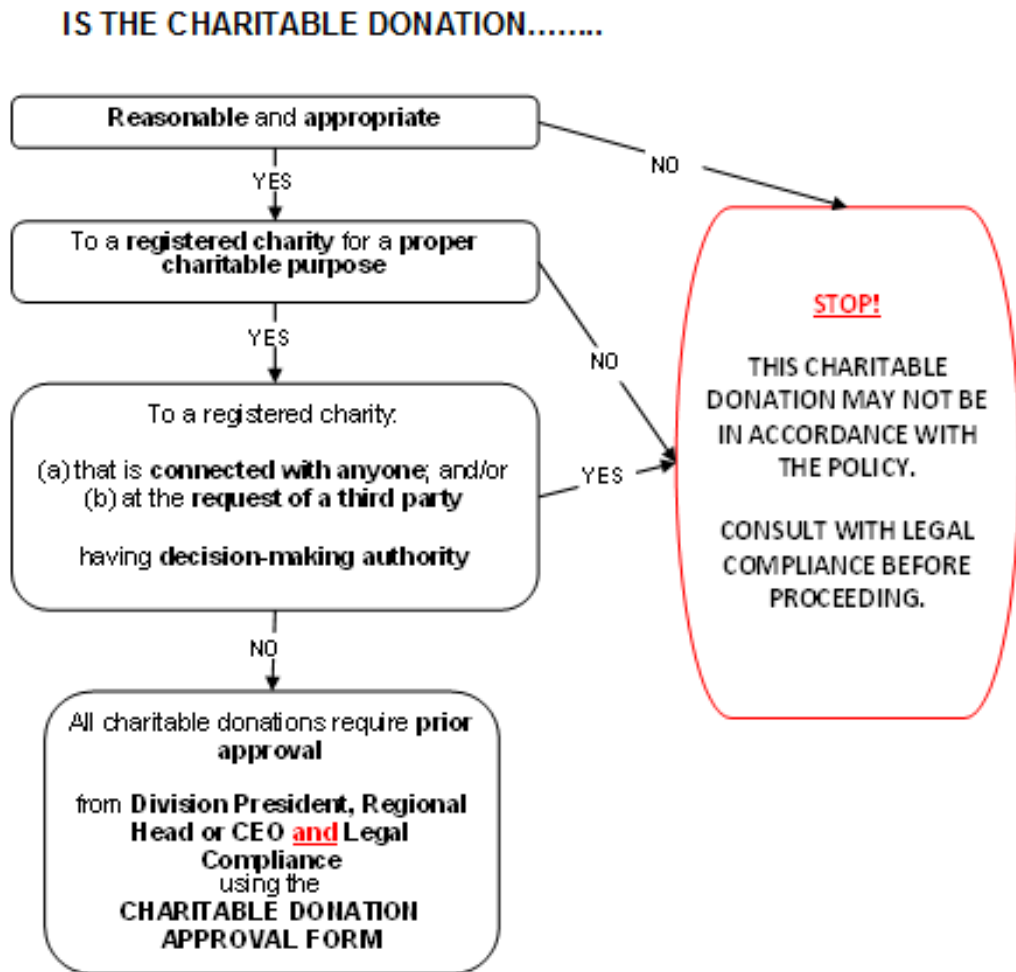 IS THE CHARITABLE DONATION........
Reasonable and appropriate
NO
YES
To a registered charity for a proper
charitable purpose
YES
NO
To a registered charity:
(a) that is connected with anyone; and/or
(b) at the request of a third party
having decision-making authority
YES
STOP!
THIS CHARITABLE
DONATION MAY NOT BE
IN ACCORDANCE WITH
THE POLICY.
CONSULT WITH LEGAL
COMPLIANCE BEFORE
PROCEEDING.
NO
All charitable donations require prior
approval
from Division President, Regional
Head or CEO and Legal
Compliance
using the
CHARITABLE DONATION
APPROVAL FORM